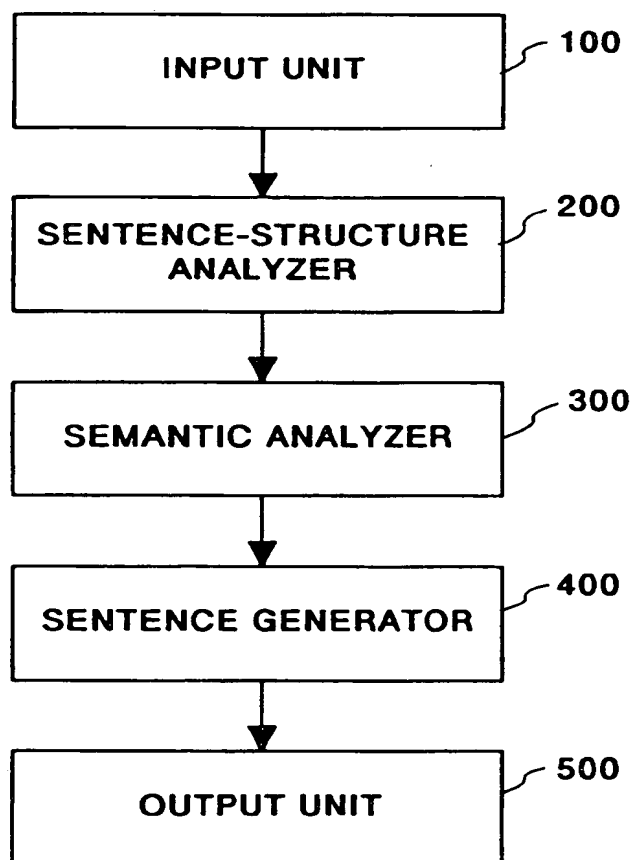 INPUT UNIT
100
SENTENCE-STRUCTURE
ANALYZER
200
SEMANTIC ANALYZER
300
SENTENCE GENERATOR
400
OUTPUT UNIT
500